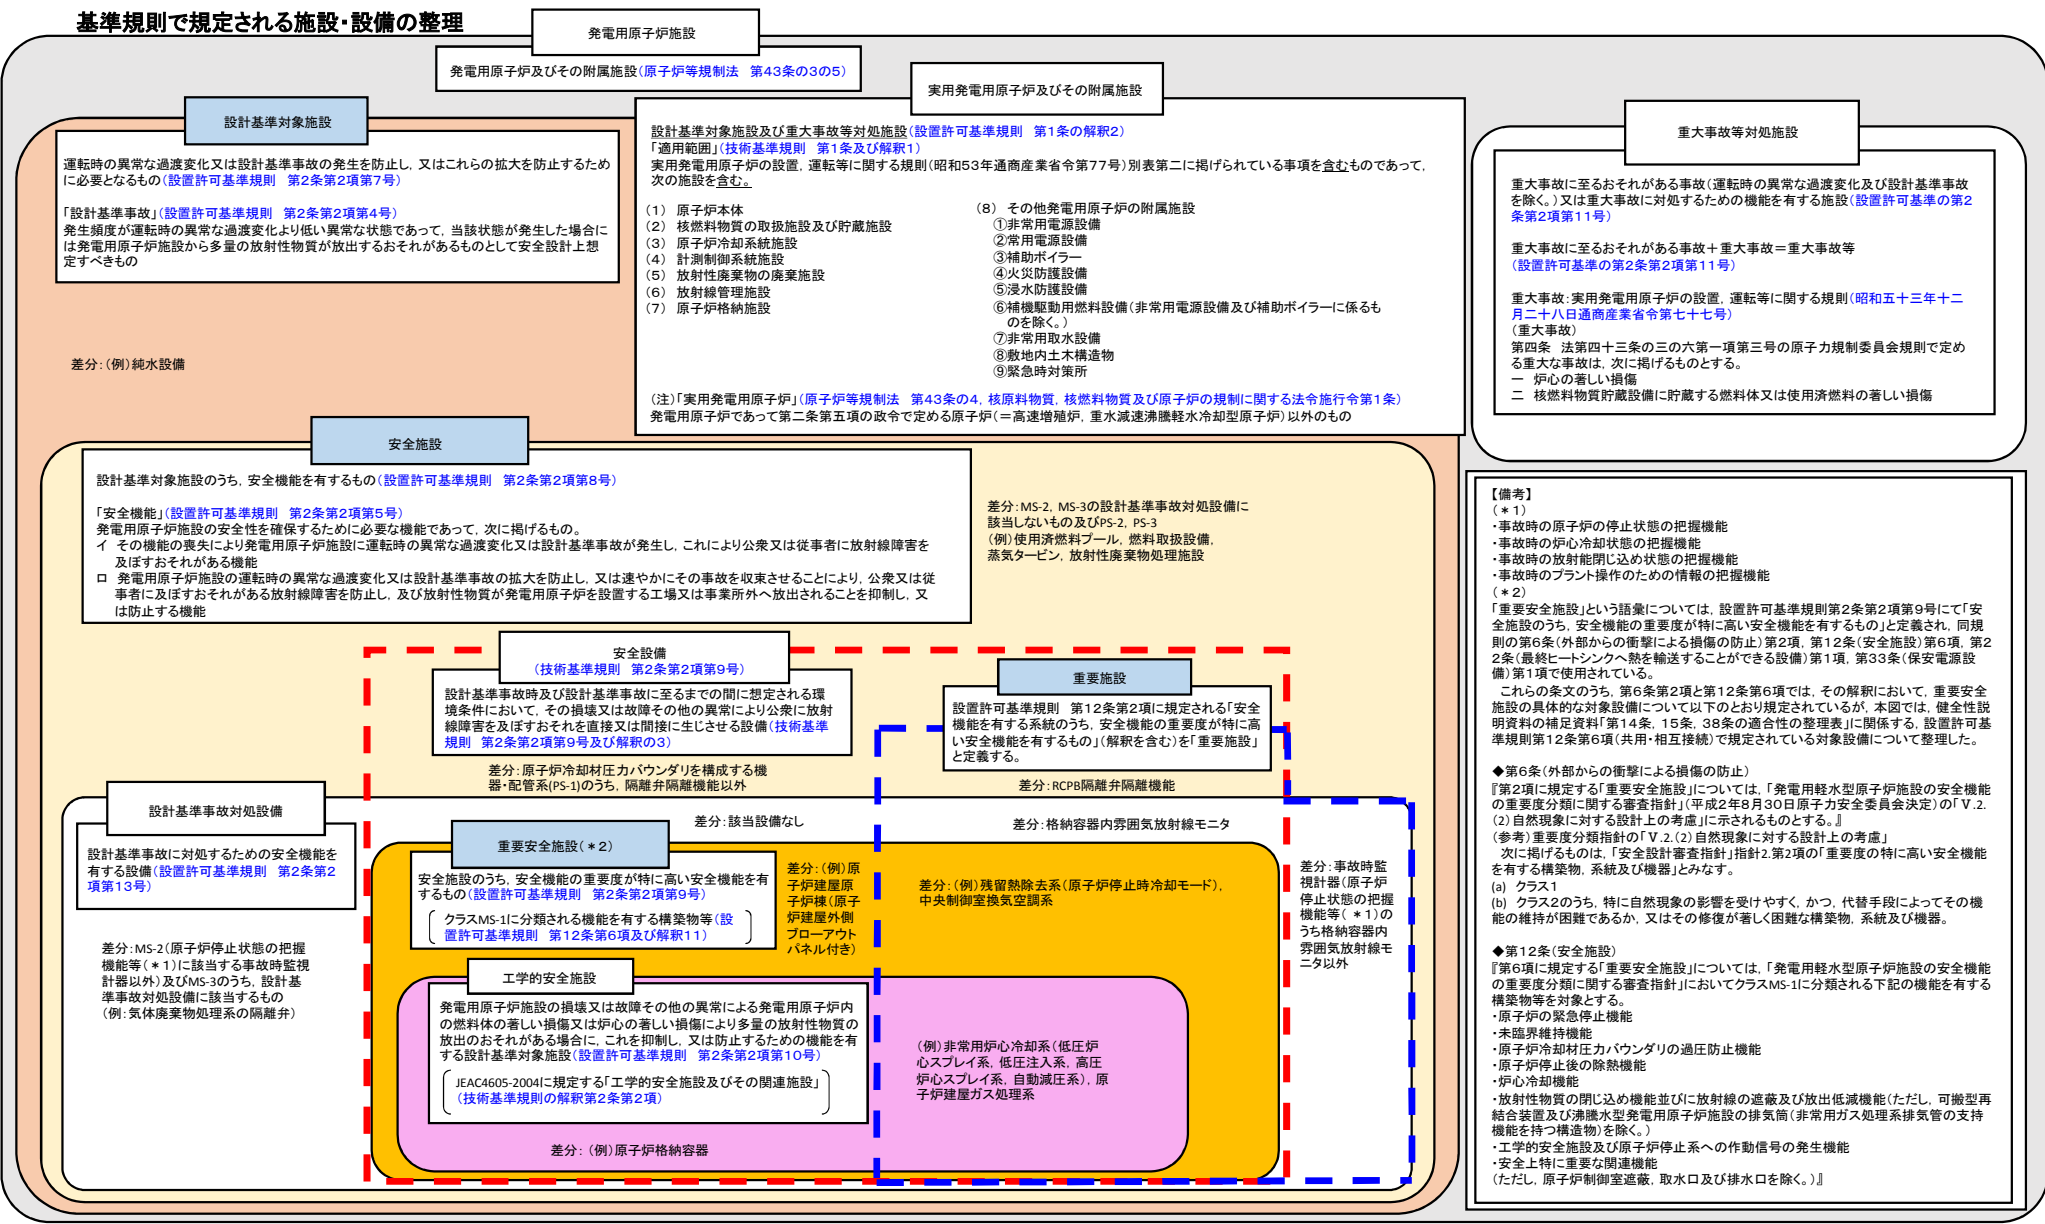 基準規則で規定される施設・設備の整理
発電用原子炉施設
発電用原子炉及びその附属施設(原子炉等規制法　第43条の3の5)
設計基準対象施設
運転時の異常な過渡変化又は設計基準事故の発生を防止し，又はこれらの拡大を防止するため
に必要となるもの(設置許可基準規則　第2条第2項第7号)
「設計基準事故」(設置許可基準規則　第2条第2項第4号)
発生頻度が運転時の異常な過渡変化より低い異常な状態であって，当該状態が発生した場合に
は発電用原子炉施設から多量の放射性物質が放出するおそれがあるものとして安全設計上想
定すべきもの
差分：(例)純水設備
実用発電用原子炉及びその附属施設
設計基準対象施設及び重大事故等対処施設(設置許可基準規則　第1条の解釈2)
「適用範囲」(技術基準規則　第1条及び解釈1)
実用発電用原子炉の設置，運転等に関する規則(昭和53年通商産業省令第77号)別表第二に掲げられている事項を含むものであって，
次の施設を含む。
(1)　原子炉本体
(2)　核燃料物質の取扱施設及び貯蔵施設
(3)　原子炉冷却系統施設
(4)　計測制御系統施設
(5)　放射性廃棄物の廃棄施設
(6)　放射線管理施設
(7)　原子炉格納施設
(8)　その他発電用原子炉の附属施設
①非常用電源設備
②常用電源設備
③補助ボイラー
④火災防護設備
⑤浸水防護設備
⑥補機駆動用燃料設備(非常用電源設備及び補助ボイラーに係るも
のを除く。)
⑦非常用取水設備
⑧敷地内土木構造物
⑨緊急時対策所
(注)「実用発電用原子炉」(原子炉等規制法　第43条の4，核原料物質，核燃料物質及び原子炉の規制に関する法令施行令第1条)
発電用原子炉であって第二条第五項の政令で定める原子炉(＝高速増殖炉，重水減速沸騰軽水冷却型原子炉)以外のもの
重大事故等対処施設
重大事故に至るおそれがある事故(運転時の異常な過渡変化及び設計基準事故
を除く。)又は重大事故に対処するための機能を有する施設(設置許可基準の第2
条第2項第11号)
重大事故に至るおそれがある事故＋重大事故＝重大事故等
(設置許可基準の第2条第2項第11号)
重大事故：実用発電用原子炉の設置，運転等に関する規則(昭和五十三年十二
月二十八日通商産業省令第七十七号)
(重大事故)
第四条　法第四十三条の三の六第一項第三号の原子力規制委員会規則で定め
る重大な事故は，次に掲げるものとする。
一　炉心の著しい損傷
二　核燃料物質貯蔵設備に貯蔵する燃料体又は使用済燃料の著しい損傷
安全施設
設計基準対象施設のうち，安全機能を有するもの(設置許可基準規則　第2条第2項第8号)
「安全機能」(設置許可基準規則　第2条第2項第5号)
発電用原子炉施設の安全性を確保するために必要な機能であって，次に掲げるもの。
イ　その機能の喪失により発電用原子炉施設に運転時の異常な過渡変化又は設計基準事故が発生し，これにより公衆又は従事者に放射線障害を
及ぼすおそれがある機能
ロ　発電用原子炉施設の運転時の異常な過渡変化又は設計基準事故の拡大を防止し，又は速やかにその事故を収束させることにより，公衆又は従
事者に及ぼすおそれがある放射線障害を防止し，及び放射性物質が発電用原子炉を設置する工場又は事業所外へ放出されることを抑制し，又
は防止する機能
差分：MS-2，MS-3の設計基準事故対処設備に
該当しないもの及びPS-2，PS-3
(例)使用済燃料プール，燃料取扱設備，
蒸気タービン，放射性廃棄物処理施設
安全設備
(技術基準規則　第2条第2項第9号)
設計基準事故時及び設計基準事故に至るまでの間に想定される環
境条件において，その損壊又は故障その他の異常により公衆に放射
線障害を及ぼすおそれを直接又は間接に生じさせる設備(技術基準
規則　第2条第2項第9号及び解釈の3)
差分：原子炉冷却材圧力バウンダリを構成する機
器・配管系(PS-1)のうち，隔離弁隔離機能以外
重要施設
設置許可基準規則　第12条第2項に規定される「安全
機能を有する系統のうち，安全機能の重要度が特に高
い安全機能を有するもの」(解釈を含む)を「重要施設」
と定義する。
差分：RCPB隔離弁隔離機能
設計基準事故対処設備
設計基準事故に対処するための安全機能を
有する設備(設置許可基準規則　第2条第2
項第13号)
差分：MS-2(原子炉停止状態の把握
機能等(＊1)に該当する事故時監視
計器以外)及びMS-3のうち，設計基
準事故対処設備に該当するもの
(例：気体廃棄物処理系の隔離弁)
差分：該当設備なし
差分：格納容器内雰囲気放射線モニタ
重要安全施設(＊2)
安全施設のうち，安全機能の重要度が特に高い安全機能を有
するもの(設置許可基準規則　第2条第2項第9号)
クラスMS-1に分類される機能を有する構築物等(設
置許可基準規則　第12条第6項及び解釈11)
差分：(例)原
子炉建屋原
子炉棟(原子
炉建屋外側
ブローアウト
パネル付き)
差分：(例)残留熱除去系(原子炉停止時冷却モード)，
中央制御室換気空調系
差分：事故時監
視計器(原子炉
停止状態の把握
機能等(＊1)の
うち格納容器内
雰囲気放射線モ
ニタ以外
工学的安全施設
発電用原子炉施設の損壊又は故障その他の異常による発電用原子炉内
の燃料体の著しい損傷又は炉心の著しい損傷により多量の放射性物質の
放出のおそれがある場合に，これを抑制し，又は防止するための機能を有
する設計基準対象施設(設置許可基準規則　第2条第2項第10号)
JEAC4605-2004に規定する「工学的安全施設及びその関連施設」
(技術基準規則の解釈第2条第2項)
(例)非常用炉心冷却系(低圧炉
心スプレイ系，低圧注入系，高圧
炉心スプレイ系，自動減圧系)，原
子炉建屋ガス処理系
差分：(例)原子炉格納容器
【備考】
(＊1)
・事故時の原子炉の停止状態の把握機能
・事故時の炉心冷却状態の把握機能
・事故時の放射能閉じ込め状態の把握機能
・事故時のプラント操作のための情報の把握機能
(＊2)
「重要安全施設」という語彙については，設置許可基準規則第2条第2項第9号にて「安
全施設のうち，安全機能の重要度が特に高い安全機能を有するもの」と定義され，同規
則の第6条(外部からの衝撃による損傷の防止)第2項，第12条(安全施設)第6項，第2
2条(最終ヒートシンクへ熱を輸送することができる設備)第1項，第33条(保安電源設
備)第1項で使用されている。
これらの条文のうち，第6条第2項と第12条第6項では，その解釈において，重要安全
施設の具体的な対象設備について以下のとおり規定されているが，本図では，健全性説
明資料の補足資料「第14条，15条，38条の適合性の整理表」に関係する，設置許可基
準規則第12条第6項(共用・相互接続)で規定されている対象設備について整理した。
◆第6条(外部からの衝撃による損傷の防止)
『第2項に規定する「重要安全施設」については，「発電用軽水型原子炉施設の安全機能
の重要度分類に関する審査指針」(平成2年8月30日原子力安全委員会決定)の「Ⅴ.2.
(2)自然現象に対する設計上の考慮」に示されるものとする。』
(参考)重要度分類指針の「Ⅴ.2.(2)自然現象に対する設計上の考慮」
次に掲げるものは，「安全設計審査指針」指針2.第2項の「重要度の特に高い安全機能
を有する構築物，系統及び機器」とみなす。
(a)　クラス1
(b)　クラス2のうち，特に自然現象の影響を受けやすく，かつ，代替手段によってその機
能の維持が困難であるか，又はその修復が著しく困難な構築物，系統及び機器。
◆第12条(安全施設)
『第6項に規定する「重要安全施設」については，「発電用軽水型原子炉施設の安全機能
の重要度分類に関する審査指針」においてクラスMS-1に分類される下記の機能を有する
構築物等を対象とする。
・原子炉の緊急停止機能
・未臨界維持機能
・原子炉冷却材圧力バウンダリの過圧防止機能
・原子炉停止後の除熱機能
・炉心冷却機能
・放射性物質の閉じ込め機能並びに放射線の遮蔽及び放出低減機能(ただし，可搬型再
結合装置及び沸騰水型発電用原子炉施設の排気筒(非常用ガス処理系排気管の支持
機能を持つ構造物)を除く。)
・工学的安全施設及び原子炉停止系への作動信号の発生機能
・安全上特に重要な関連機能
(ただし，原子炉制御室遮蔽，取水口及び排水口を除く。)』